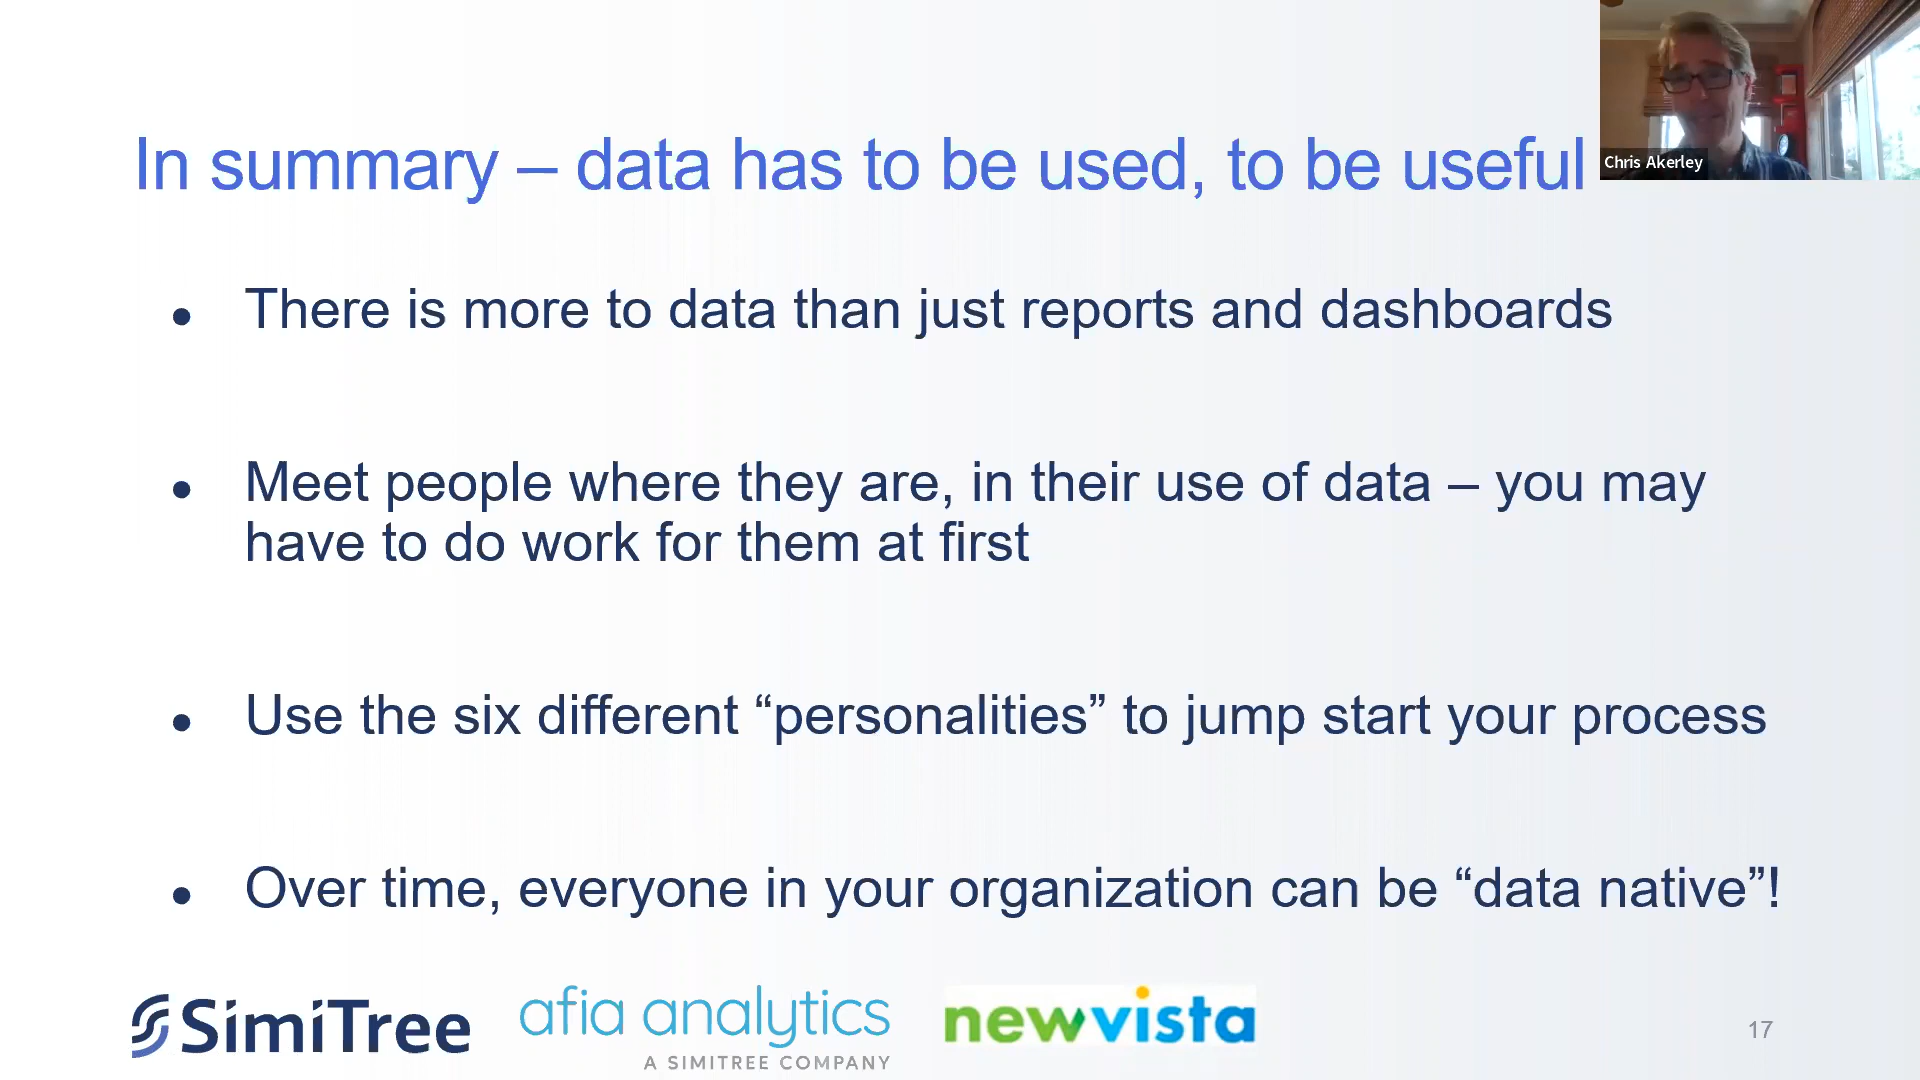 In summary – data has to be used, to be useful
Chris Akerley
• There is more to data than just reports and dashboards
• Meet people where they are, in their use of data – you may
have to do work for them at first
• Use the six different “personalities” to jump start your process
• Over time, everyone in your organization can be “data native”!
SimiTree
afia analytics
A SIMITREE COMPANY
newvista
17